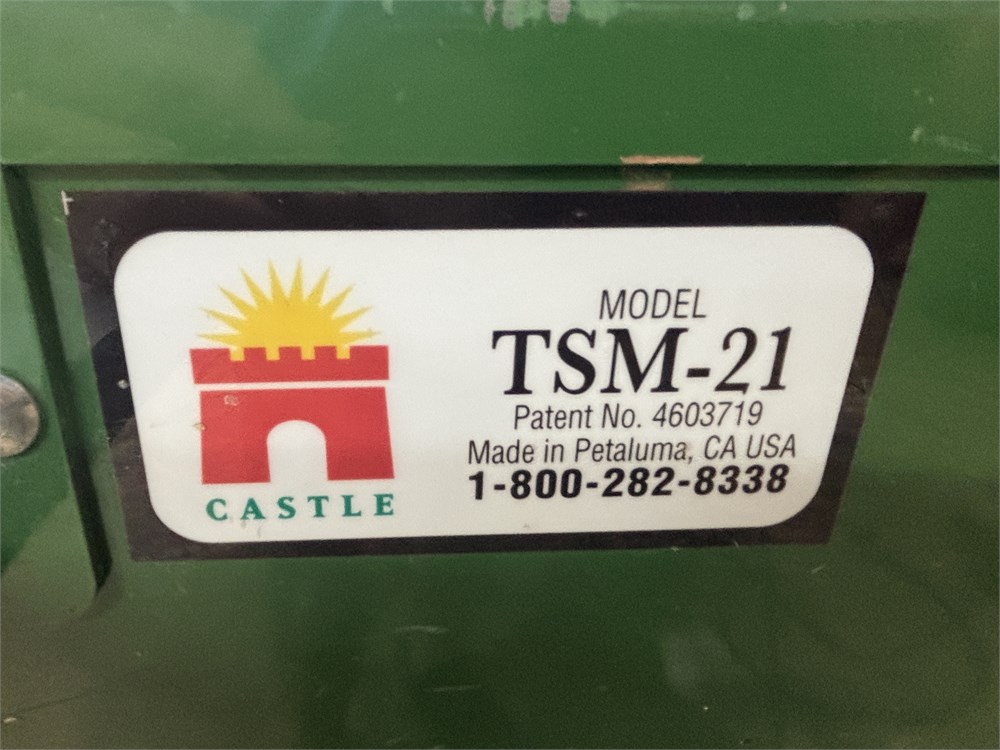 CASTLE
MODEL
TSM-21
Patent No. 4603719
Made in Petaluma, CA USA
1-800-282-8338